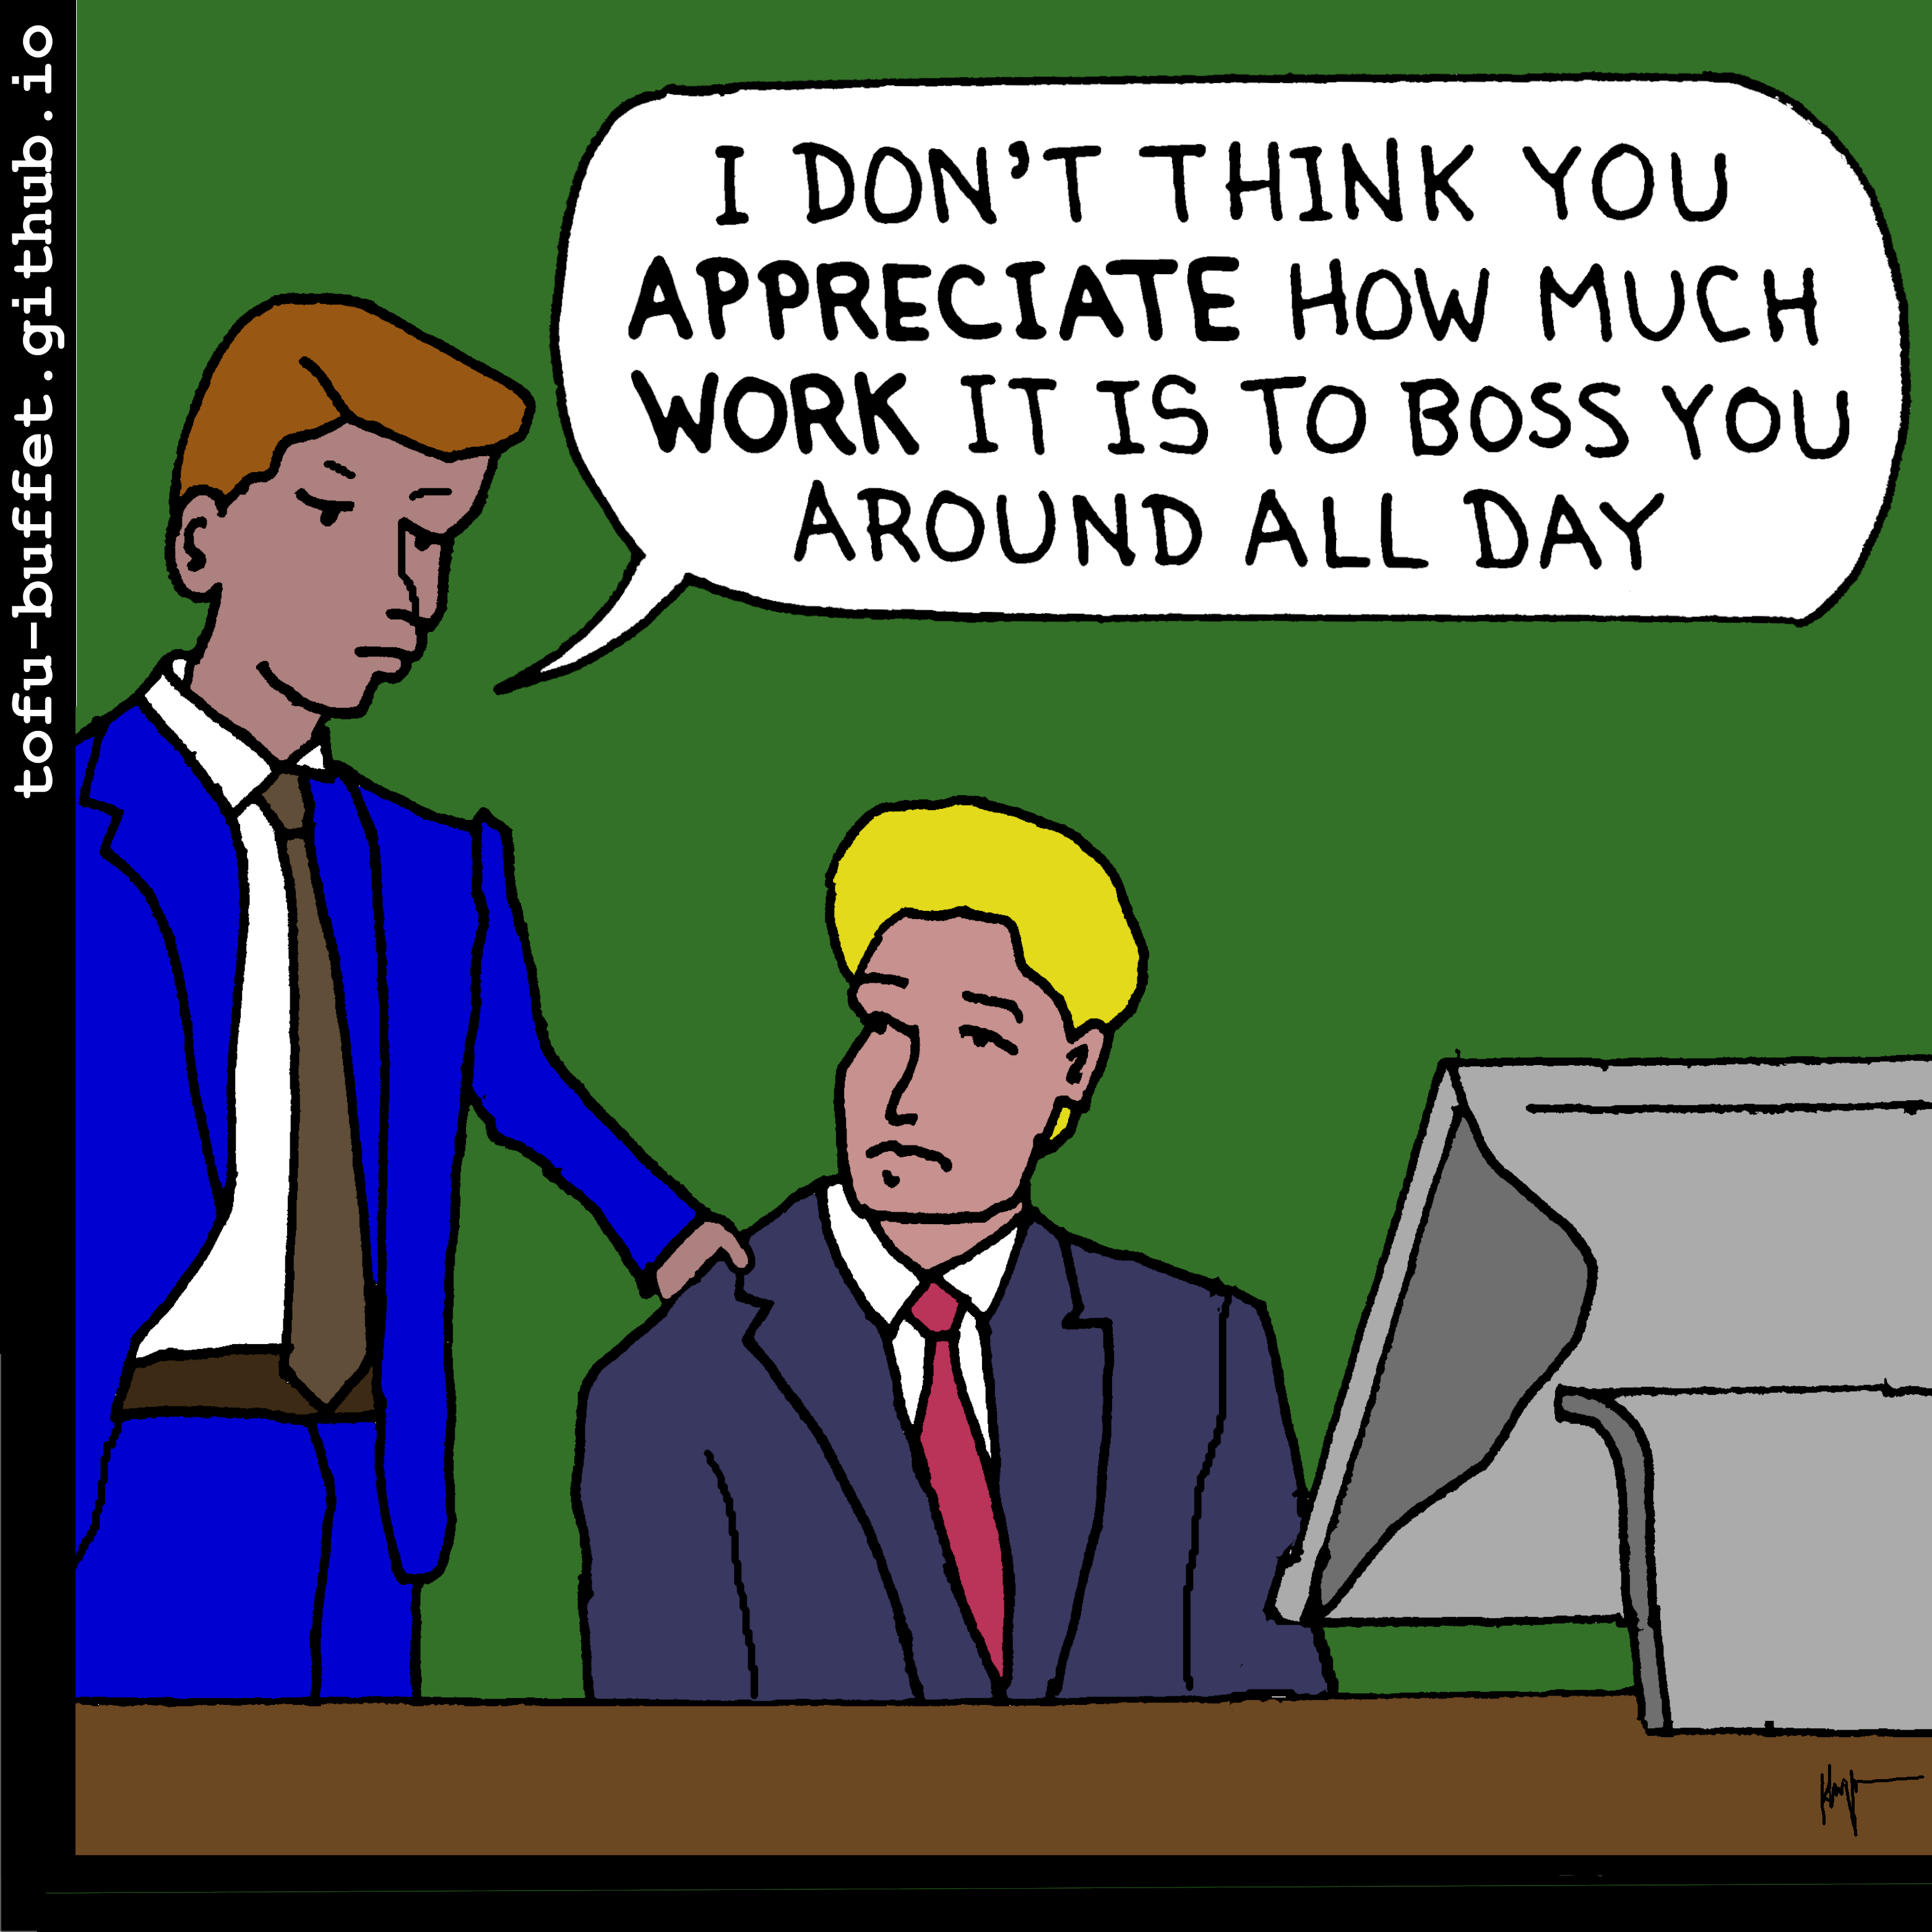 tofu-buffet.github.io
I DON'T THINK YOU
APPRECIATE HOW MUCH
WORK IT IS TO BOSS YOU
AROUND ALL DAY